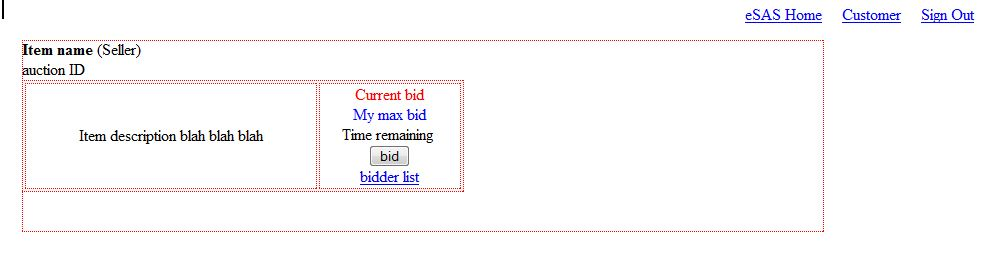 eSAS Home Customer Sign Out
Item name (Seller)
auction ID
Item description blah blah blah
Current bid
My max bid
Time remaining
bid
bidder list